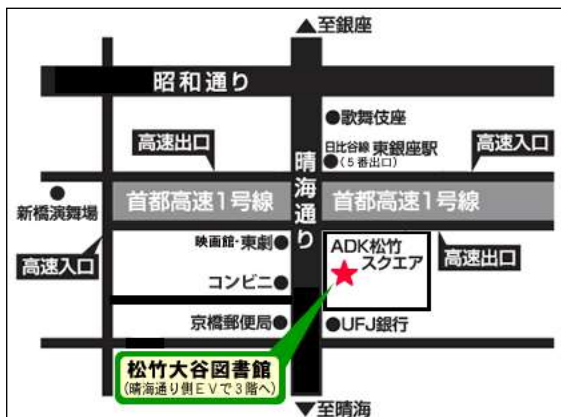 ▲至銀座
昭和通り
●歌舞伎座
高速出口
日比谷線 東銀座駅
●(5番出口)
高速入口
晴海通り
新橋演舞場
首都高速1号線
首都高速1号線
高速入口
映画館・東劇●
ADK松竹
スクエア
高速出口
コンビニ●
京橋郵便局●
●UFJ銀行
松竹大谷図書館
(晴海通り側EVで3階へ)
▼至晴海